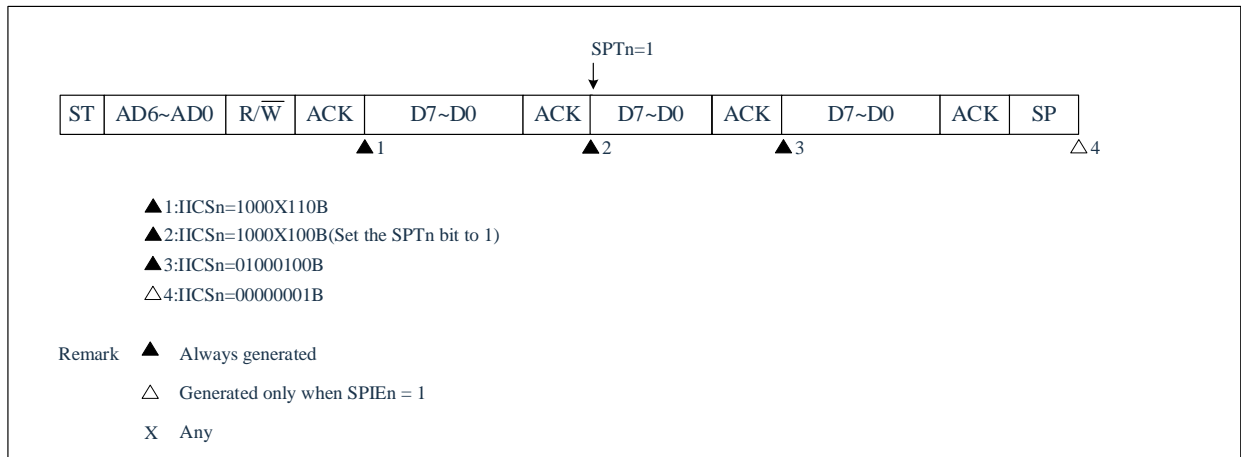 SPTn=1
ST AD6~AD0 R/W̅ ACK D7~D0 ACK D7~D0 ACK D7~D0 ACK SP
▲1 ▲2 ▲3 △4
▲1:IICSn=1000X110B
▲2:IICSn=1000X100B(Set the SPTn bit to 1)
▲3:IICSn=01000100B
△4:IICSn=00000001B
Remark ▲ Always generated
△ Generated only when SPIEn = 1
X Any